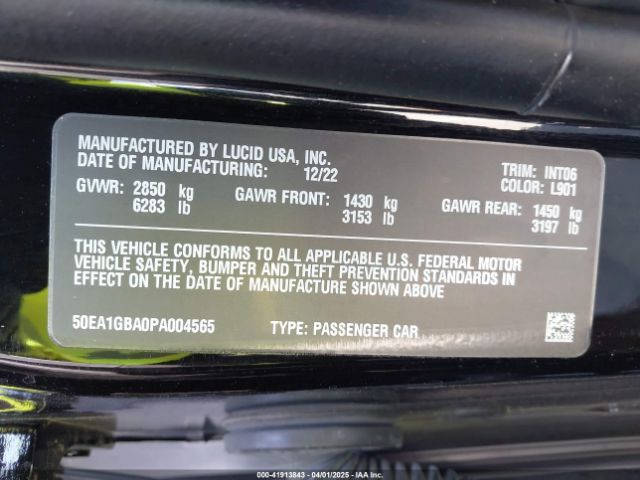 MANUFACTURED BY LUCID USA, INC.
DATE OF MANUFACTURING: 12/22 TRIM: INT06
COLOR: L901
GVWR: 2850 kg GAWR FRONT: 1430 kg GAWR REAR: 1450 kg
6283 lb 3153 lb 3197 lb
THIS VEHICLE CONFORMS TO ALL APPLICABLE U.S. FEDERAL MOTOR
VEHICLE SAFETY, BUMPER AND THEFT PREVENTION STANDARDS IN
EFFECT ON THE DATE OF MANUFACTURE SHOWN ABOVE
50EA1GBA0PA004565 TYPE: PASSENGER CAR
000-41913843 - 04/01/2025 - IAA Inc.